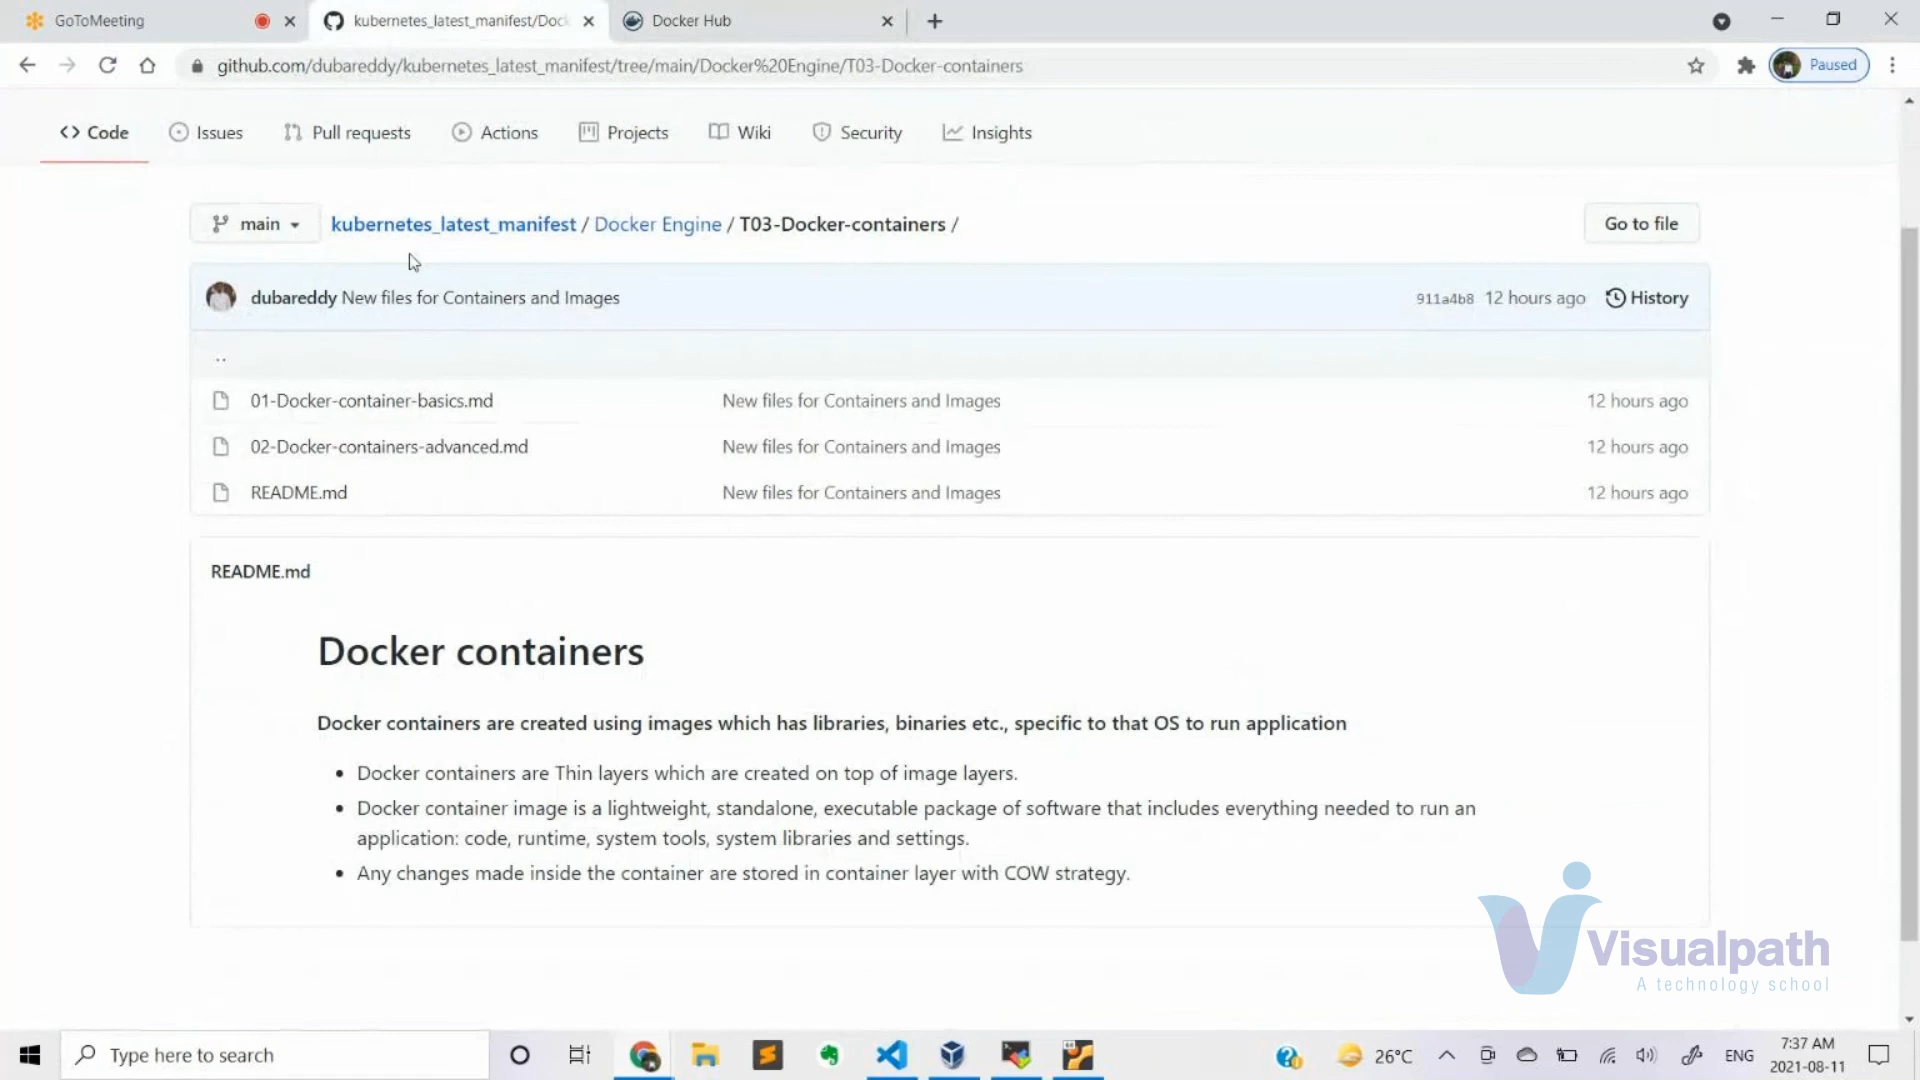 GoToMeeting
kubernetes_latest_manifest/Dock
Docker Hub
github.com/dubareddy/kubernetes_latest_manifest/tree/main/Docker%20Engine/T03-Docker-containers
Paused
Code
Issues
Pull requests
Actions
Projects
Wiki
Security
Insights
main
kubernetes_latest_manifest / Docker Engine / T03-Docker-containers /
Go to file
dubareddy New files for Containers and Images
911a4b8 12 hours ago
History
..
01-Docker-container-basics.md New files for Containers and Images 12 hours ago
02-Docker-containers-advanced.md New files for Containers and Images 12 hours ago
README.md New files for Containers and Images 12 hours ago
README.md
Docker containers
Docker containers are created using images which has libraries, binaries etc., specific to that OS to run application
• Docker containers are Thin layers which are created on top of image layers.
• Docker container image is a lightweight, standalone, executable package of software that includes everything needed to run an
application: code, runtime, system tools, system libraries and settings.
• Any changes made inside the container are stored in container layer with COW strategy.
Visualpath
A technology school
Type here to search
26°C
ENG
7:37 AM
2021-08-11